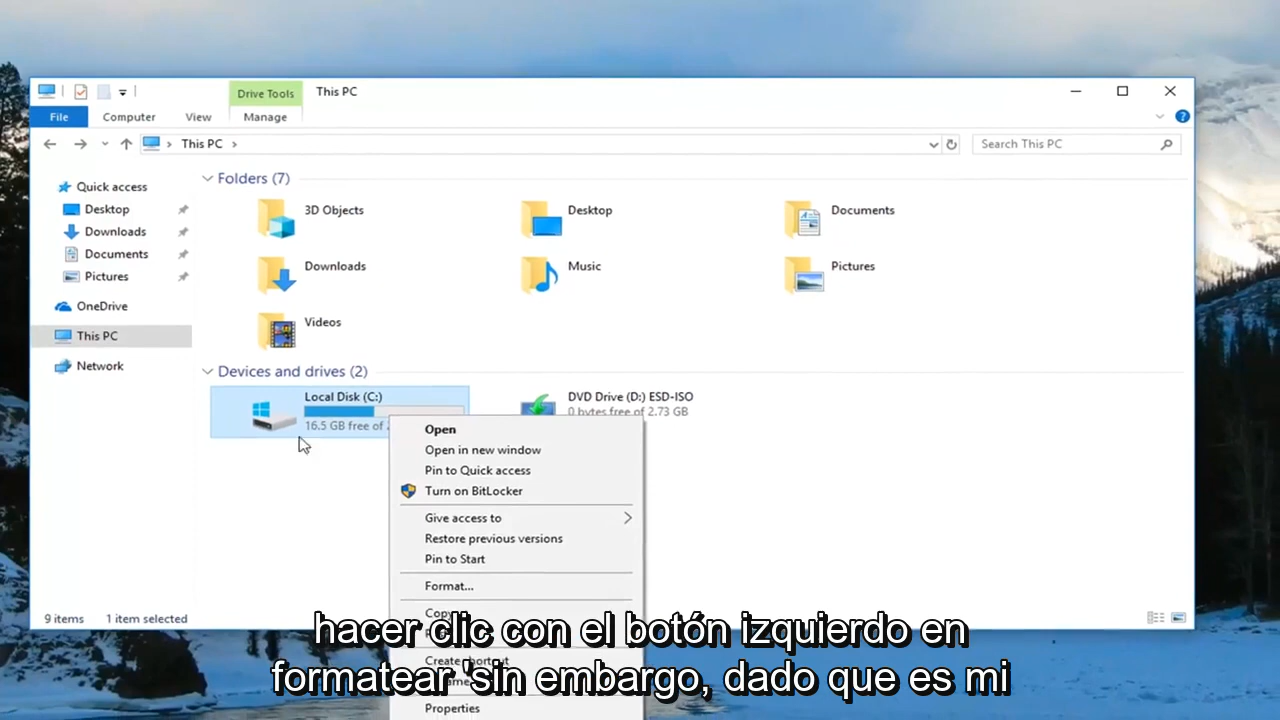 Drive Tools
This PC
File
Computer
View
Manage
This PC
Search This PC
Quick access
Desktop
Downloads
Documents
Pictures
OneDrive
This PC
Network
Folders (7)
3D Objects
Desktop
Documents
Downloads
Music
Pictures
Videos
Devices and drives (2)
Local Disk (C:)
16.5 GB free of
DVD Drive (D:) ESD-ISO
0 bytes free of 2.73 GB
Open
Open in new window
Pin to Quick access
Turn on BitLocker
Give access to
Restore previous versions
Pin to Start
Format...
Create shortcut
Properties
9 items
1 item selected
hacer clic con el botón izquierdo en
formatear 'sin embargo, dado que es mi